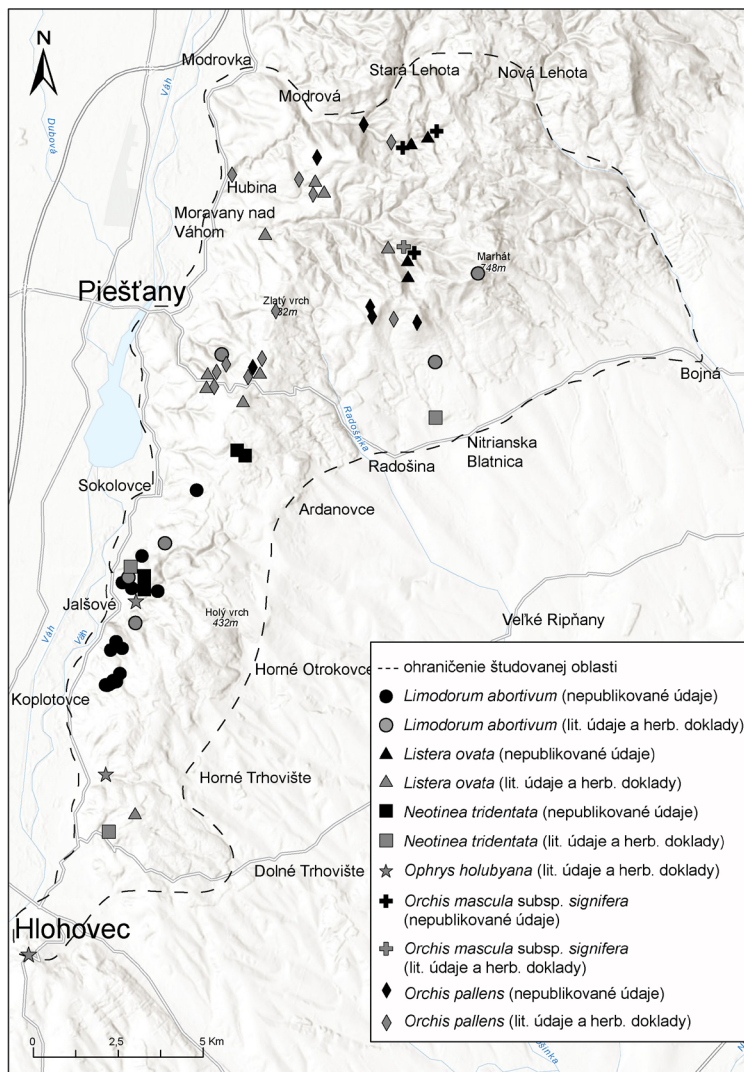 N
Modrovka
Stará Lehota
Nová Lehota
Modrová
Váh
Dubová
Hubina
Moravany nad
Váhom
Marhát
748m
Piešťany
Zlatý vrch
Bojná
Radošinka
Nitrianska
Blatnica
Radošina
Sokolovce
Ardanovce
Jalšové
Holý vrch
432m
Veľké Ripňany
Váh
Váh
Koplotovce
Horné Otrokovce
Horné Trhovište
Dolné Trhovište
Hlohovec
ohraničenie študovanej oblasti
Limodorum abortivum (nepublikované údaje)
Limodorum abortivum (lit. údaje a herb. doklady)
Listera ovata (nepublikované údaje)
Listera ovata (lit. údaje a herb. doklady)
Neotinea tridentata (nepublikované údaje)
Neotinea tridentata (lit. údaje a herb. doklady)
Ophrys holubyana (lit. údaje a herb. doklady)
Orchis mascula subsp. signifera
(nepublikované údaje)
Orchis mascula subsp. signifera
(lit. údaje a herb. doklady)
Orchis pallens (nepublikované údaje)
Orchis pallens (lit. údaje a herb. doklady)
0 2,5 5 Km